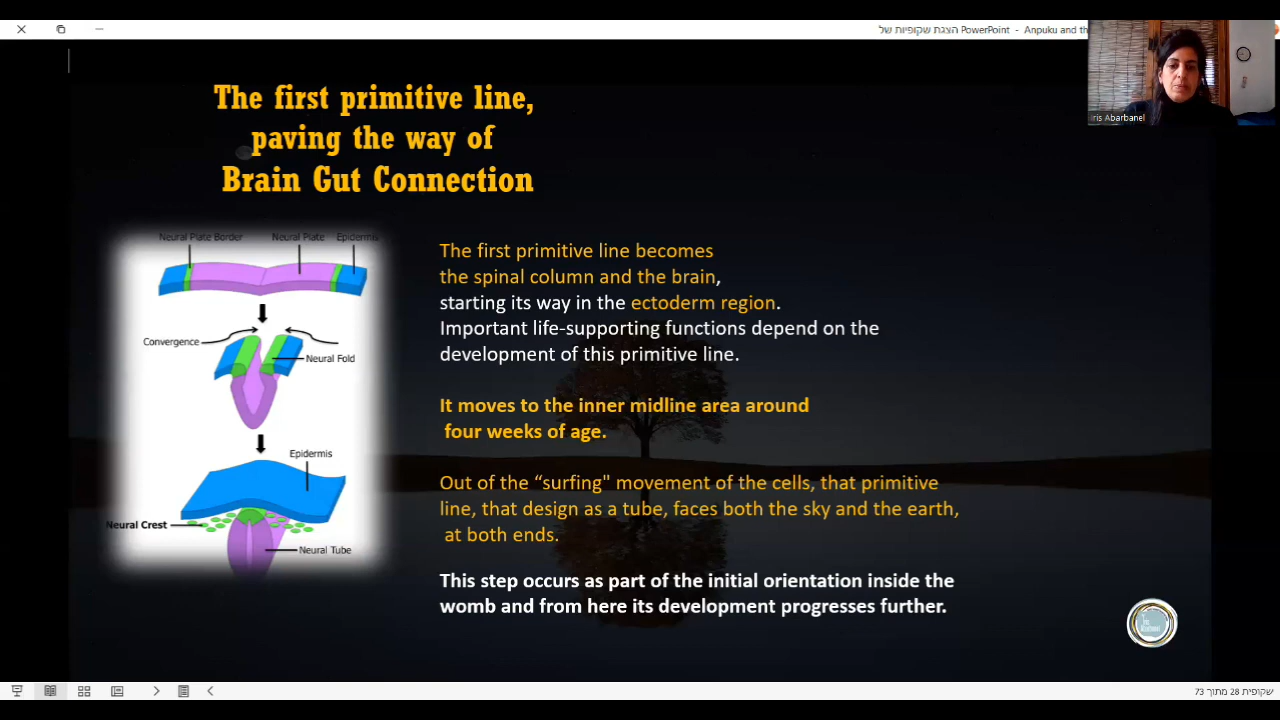 הצגת שקופיות של PowerPoint - Anpuku and th
Iris Abarbanel
The first primitive line,
paving the way of
Brain Gut Connection
Neural Plate Border Neural Plate Epidermis
Convergence
Neural Fold
Epidermis
Neural Crest
Neural Tube
The first primitive line becomes
the spinal column and the brain,
starting its way in the ectoderm region.
Important life-supporting functions depend on the
development of this primitive line.
It moves to the inner midline area around
four weeks of age.
Out of the “surfing" movement of the cells, that primitive
line, that design as a tube, faces both the sky and the earth,
at both ends.
This step occurs as part of the initial orientation inside the
womb and from here its development progresses further.
שקופית 28 מתוך 73